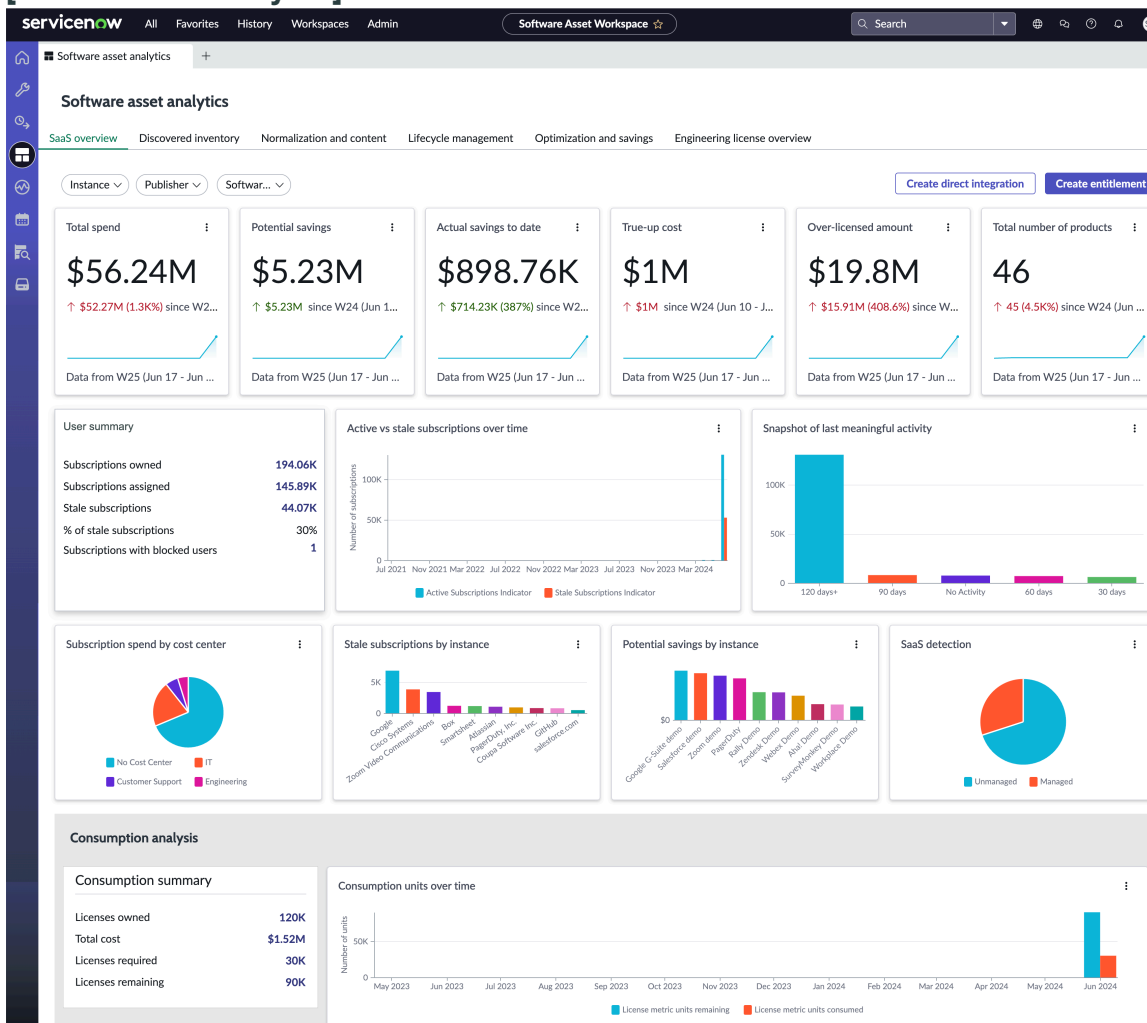 servicenow All Favorites History Workspaces Admin Software Asset Workspace Search
Software asset analytics
Software asset analytics
SaaS overview Discovered inventory Normalization and content Lifecycle management Optimization and savings Engineering license overview
Instance Publisher Softwar... Create direct integration Create entitlement
Total spend
$56.24M
↑ $52.27M (1.3K%) since W2...
Data from W25 (Jun 17 - Jun ...
Potential savings
$5.23M
↑ $5.23M since W24 (Jun 1...
Data from W25 (Jun 17 - Jun ...
Actual savings to date
$898.76K
↑ $714.23K (387%) since W2...
Data from W25 (Jun 17 - Jun ...
True-up cost
$1M
↑ $1M since W24 (Jun 10 - J...
Data from W25 (Jun 17 - Jun ...
Over-licensed amount
$19.8M
↑ $15.91M (408.6%) since W...
Data from W25 (Jun 17 - Jun ...
Total number of products
46
↑ 45 (4.5K%) since W24 (Jun ...
Data from W25 (Jun 17 - Jun ...
User summary
Subscriptions owned 194.06K
Subscriptions assigned 145.89K
Stale subscriptions 44.07K
% of stale subscriptions 30%
Subscriptions with blocked users 1
Active vs stale subscriptions over time
Number of subscriptions
100K
50K
0
Jul 2021 Nov 2021 Mar 2022 Jul 2022 Nov 2022 Mar 2023 Jul 2023 Nov 2023 Mar 2024
Active Subscriptions Indicator Stale Subscriptions Indicator
Snapshot of last meaningful activity
100K
50K
0
120 days+ 90 days No Activity 60 days 30 days
Subscription spend by cost center
No Cost Center IT
Customer Support Engineering
Stale subscriptions by instance
5K
0
Google
Cisco Systems
Zoom Video Communications
Box
Smartsheet
Atlassian
PagerDuty, Inc.
Coupa Software Inc.
GitHub
salesforce.com
Potential savings by instance
$0
Google G-Suite demo
Salesforce demo
Zoom demo
PagerDuty
Rally Demo
Zendesk Demo
Webex Demo
Aha! Demo
SurveyMonkey Demo
Workplace Demo
SaaS detection
Unmanaged Managed
Consumption analysis
Consumption summary
Licenses owned 120K
Total cost $1.52M
Licenses required 30K
Licenses remaining 90K
Consumption units over time
Number of units
50K
0
May 2023 Jun 2023 Jul 2023 Aug 2023 Sep 2023 Oct 2023 Nov 2023 Dec 2023 Jan 2024 Feb 2024 Mar 2024 Apr 2024 May 2024 Jun 2024
License metric units remaining License metric units consumed